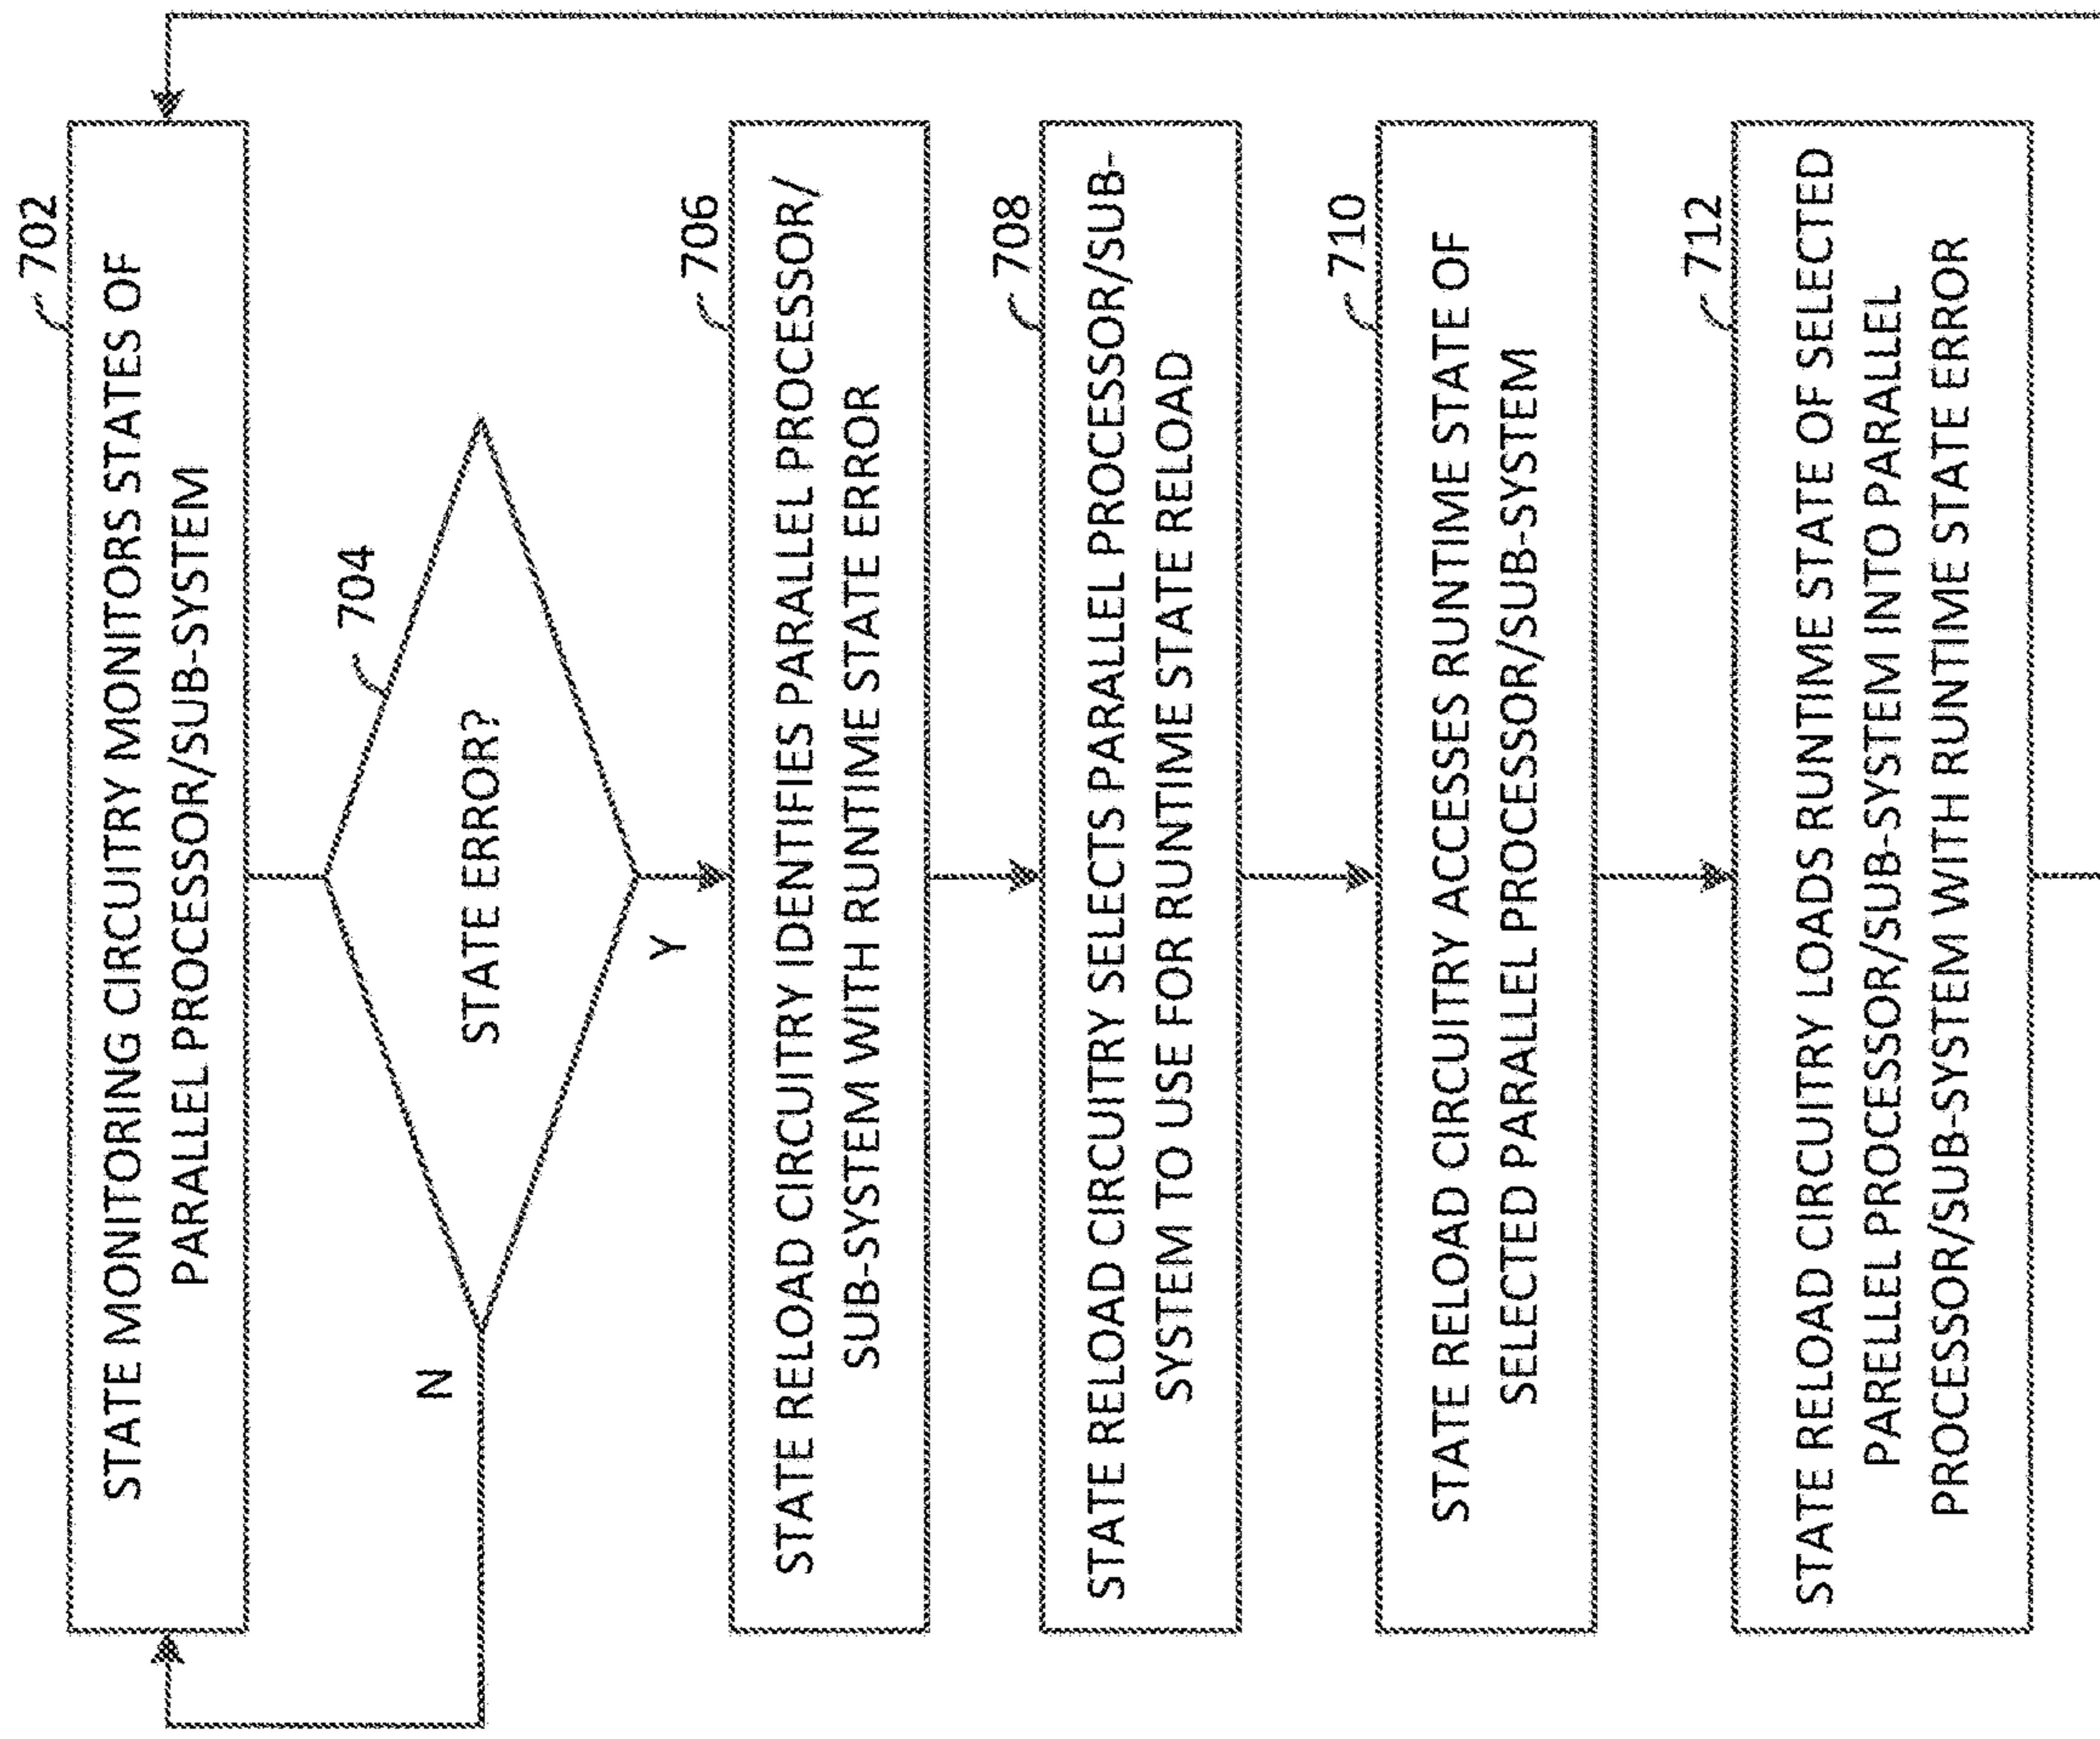 702
STATE MONITORING CIRCUITRY MONITORS STATES OF
PARALLEL PROCESSOR/SUB-SYSTEM
704
STATE ERROR?
N
Y
706
STATE RELOAD CIRCUITRY IDENTIFIES PARALLEL PROCESSOR/
SUB-SYSTEM WITH RUNTIME STATE ERROR
708
STATE RELOAD CIRCUITRY SELECTS PARALLEL PROCESSOR/SUB-
SYSTEM TO USE FOR RUNTIME STATE RELOAD
710
STATE RELOAD CIRCUITRY ACCESSES RUNTIME STATE OF
SELECTED PARALLEL PROCESSOR/SUB-SYSTEM
712
STATE RELOAD CIRCUITRY LOADS RUNTIME STATE OF SELECTED
PARELLEL PROCESSOR/SUB-SYSTEM INTO PARALLEL
PROCESSOR/SUB-SYSTEM WITH RUNTIME STATE ERROR